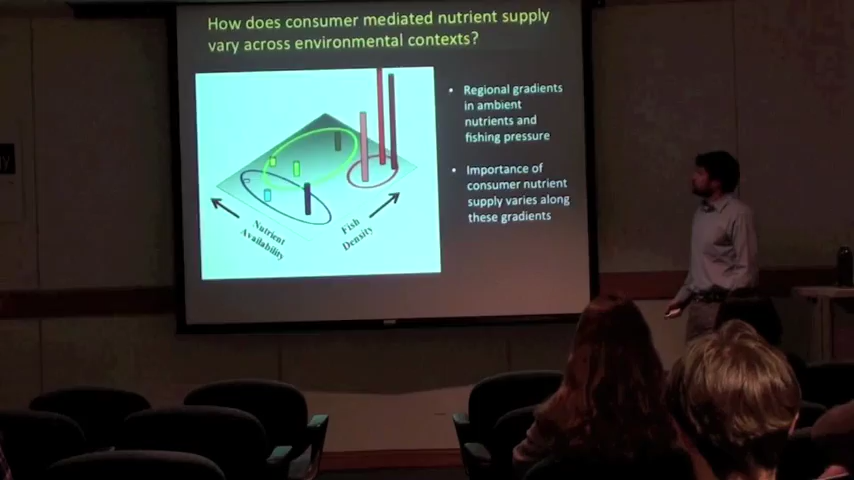 How does consumer mediated nutrient supply
vary across environmental contexts?
• Regional gradients
in ambient
nutrients and
fishing pressure
• Importance of
consumer nutrient
supply varies along
these gradients
Nutrient
Availability
Fish
Density